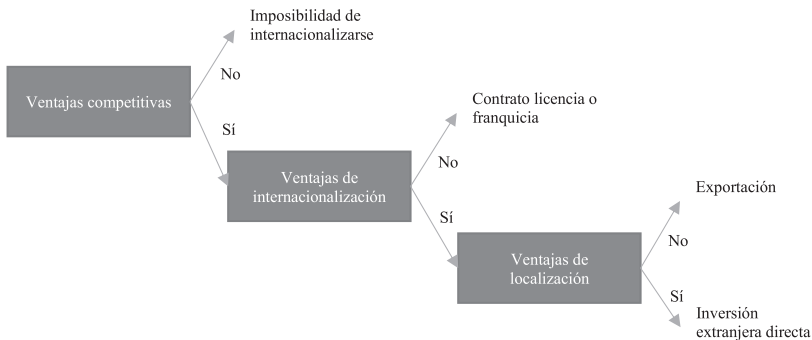 Imposibilidad de
internacionalizarse
No
Ventajas competitivas
Sí
Contrato licencia o
franquicia
No
Ventajas de
internacionalización
Sí
Exportación
No
Ventajas de
localización
Sí
Inversión
extranjera directa